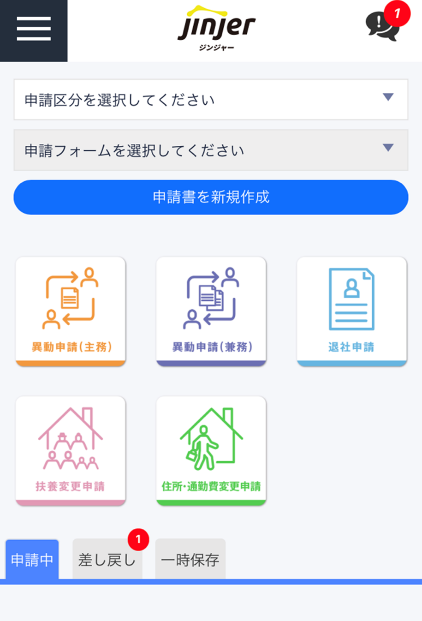 jinjer
ジンジャー
1
申請区分を選択してください
申請フォームを選択してください
申請書を新規作成
異動申請(主務)
異動申請(兼務)
退社申請
扶養変更申請
住所・通勤費変更申請
申請中
差し戻し
1
一時保存